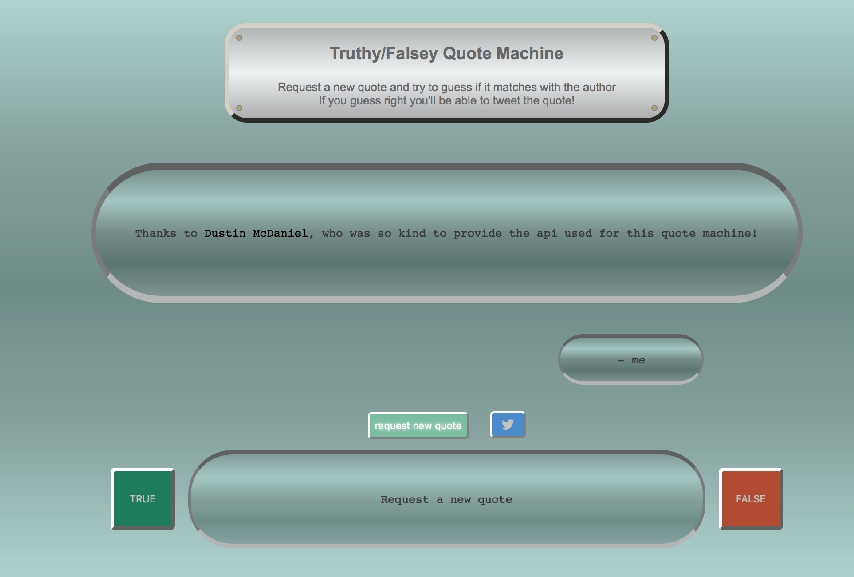 Truthy/Falsey Quote Machine
Request a new quote and try to guess if it matches with the author
If you guess right you'll be able to tweet the quote!
Thanks to Dustin McDaniel, who was so kind to provide the api used for this quote machine!
- me
request new quote
TRUE
Request a new quote
FALSE